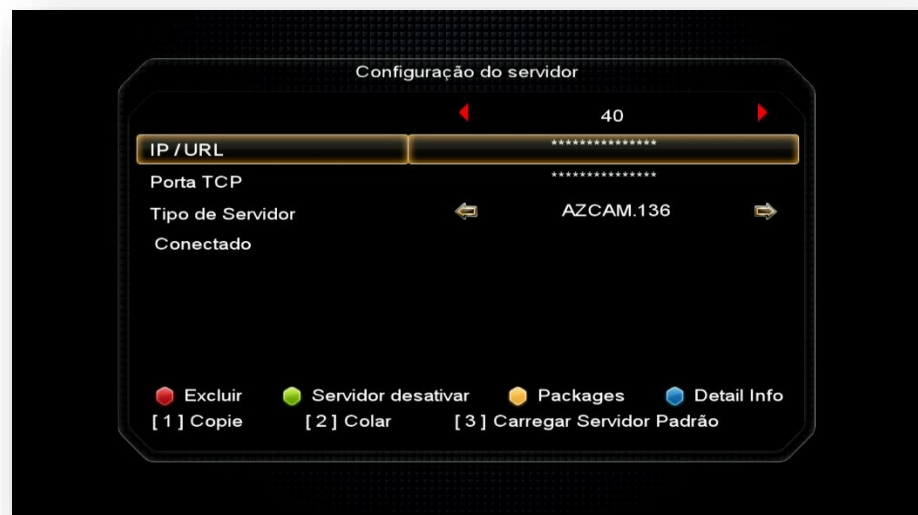 Configuração do servidor
40
IP / URL ***************
Porta TCP ***************
Tipo de Servidor AZCAM.136
Conectado
Excluir Servidor desativar Packages Detail Info
[ 1 ] Copie [ 2 ] Colar [ 3 ] Carregar Servidor Padrão